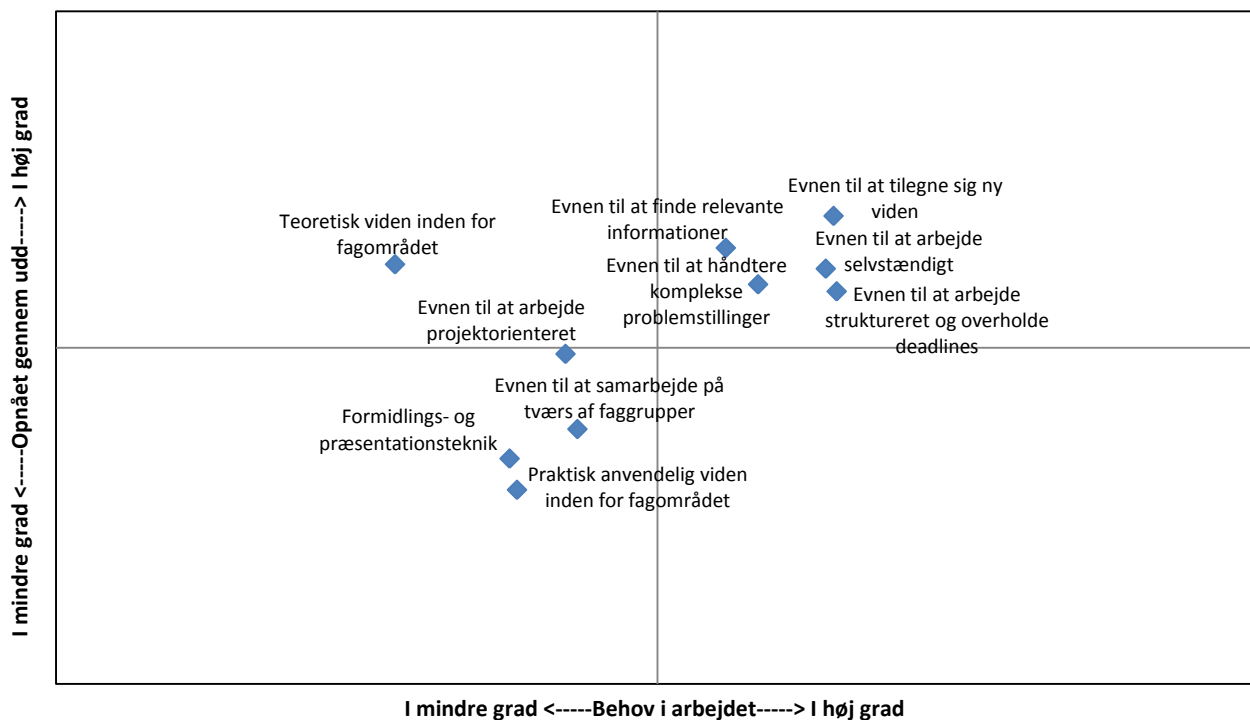 I mindre grad <-----Opnået gennem udd-----> I høj grad
Evnen til at tilegne sig ny
viden
Evnen til at finde relevante
informationer
Teoretisk viden inden for
fagområdet
Evnen til at arbejde
selvstændigt
Evnen til at håndtere
komplekse
problemstillinger
Evnen til at arbejde
struktureret og overholde
deadlines
Evnen til at arbejde
projektorienteret
Evnen til at samarbejde på
tværs af faggrupper
Formidlings- og
præsentationsteknik
Praktisk anvendelig viden
inden for fagområdet
I mindre grad <-----Behov i arbejdet-----> I høj grad